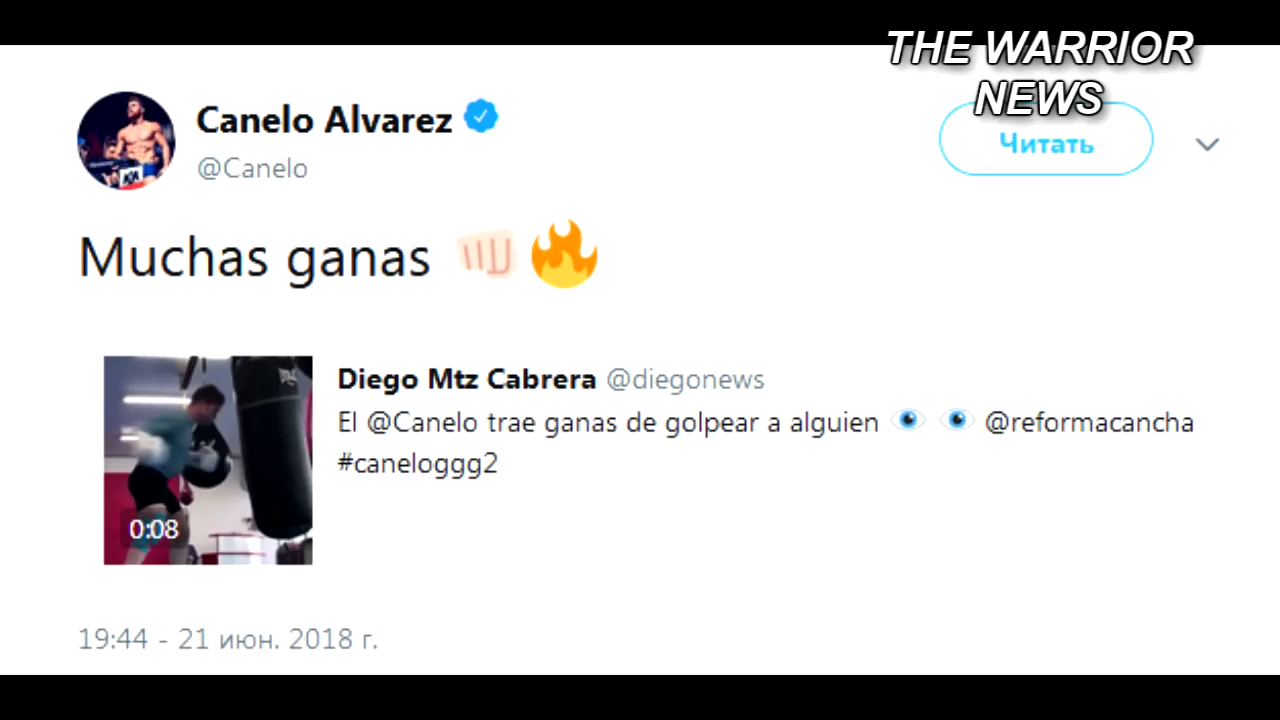 THE WARRIOR
NEWS
Canelo Alvarez
@Canelo
Читать
Muchas ganas 👊🏻🔥
Diego Mtz Cabrera @diegonews
El @Canelo trae ganas de golpear a alguien 👁 👁 @reformacancha
#caneloggg2
0:08
19:44 - 21 июн. 2018 г.